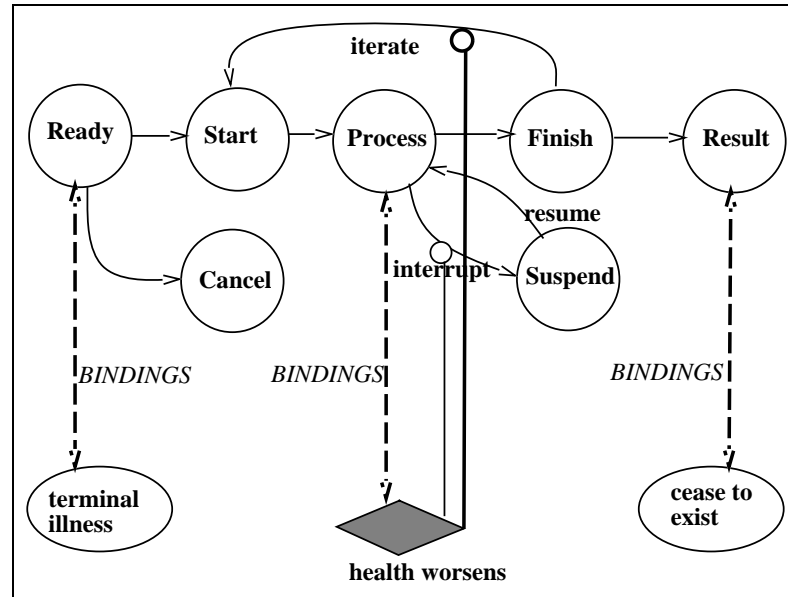 iterate
Ready
Start
Process
Finish
Result
resume
Cancel
interrupt
Suspend
BINDINGS
BINDINGS
BINDINGS
terminal
illness
cease to
exist
health worsens